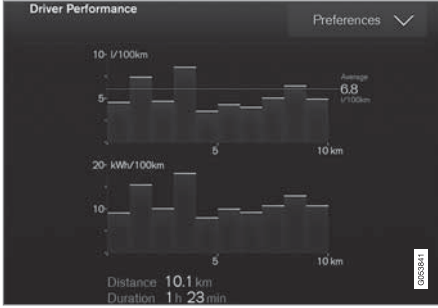 Driver Performance
Preferences
10- l/100km
Average
6.8
l/100km
5-
5
10 km
20- kWh/100km
10-
5
10 km
Distance 10.1 km
Duration 1 h 23 min
G053841